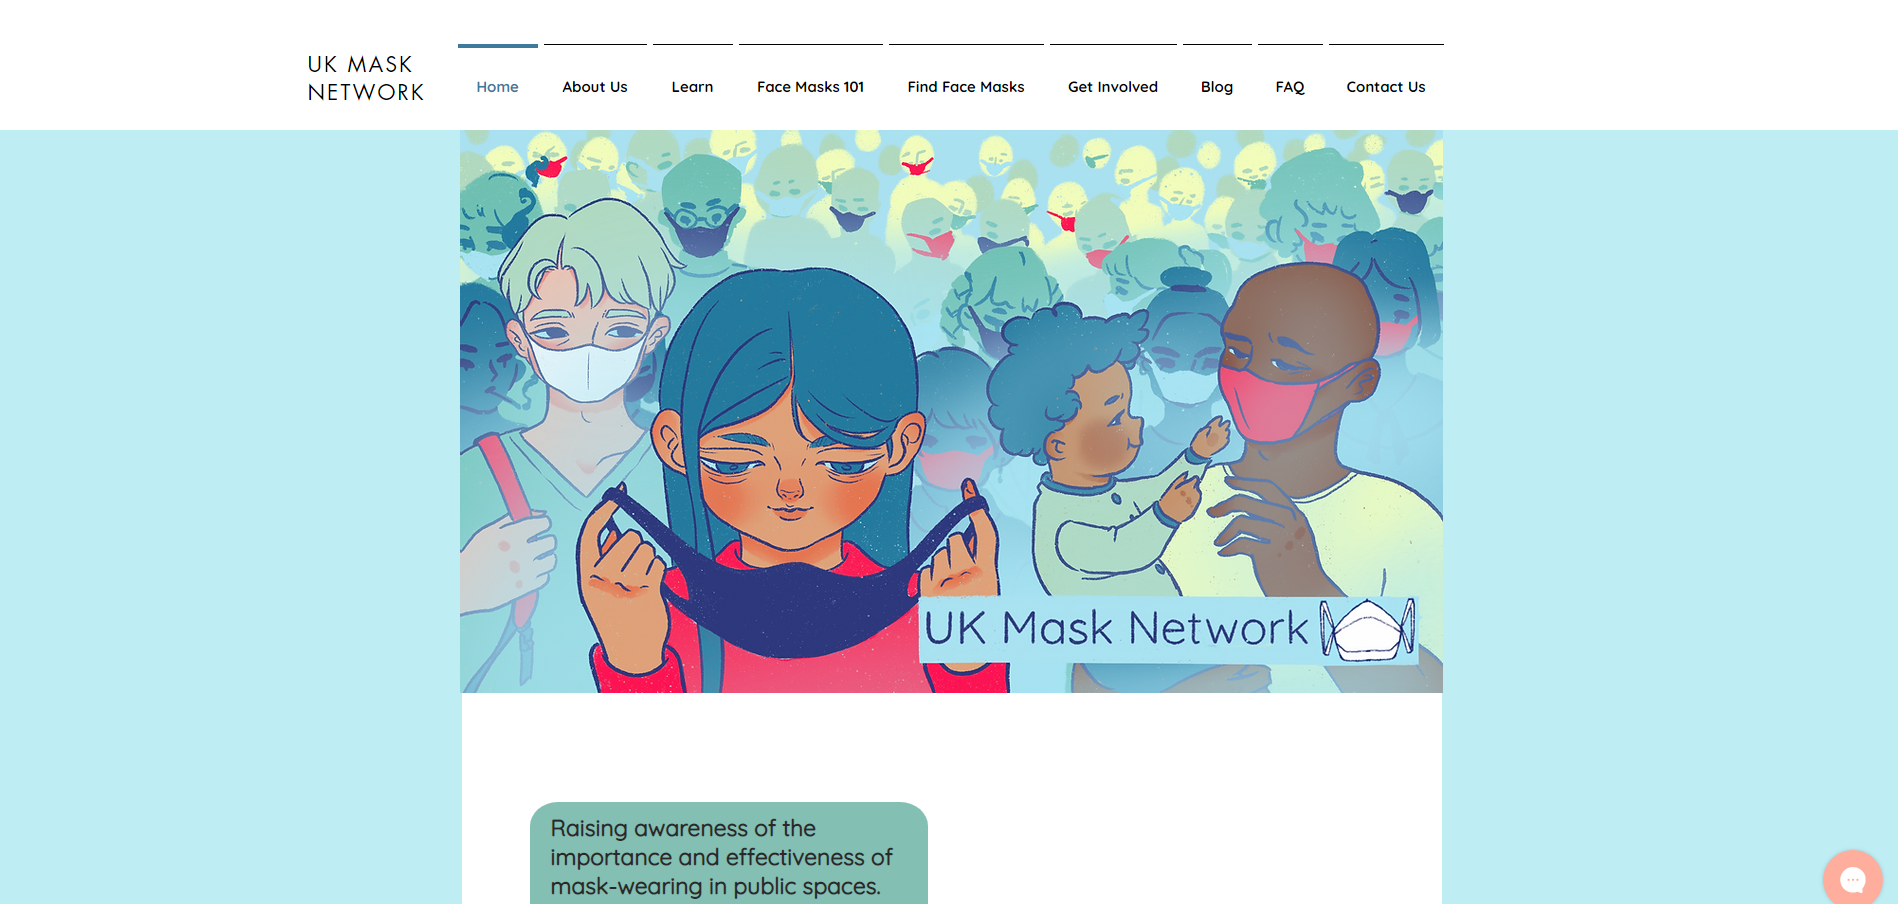 UK MASK
NETWORK
Home
About Us
Learn
Face Masks 101
Find Face Masks
Get Involved
Blog
FAQ
Contact Us
UK Mask Network
Raising awareness of the
importance and effectiveness of
mask-wearing in public spaces.